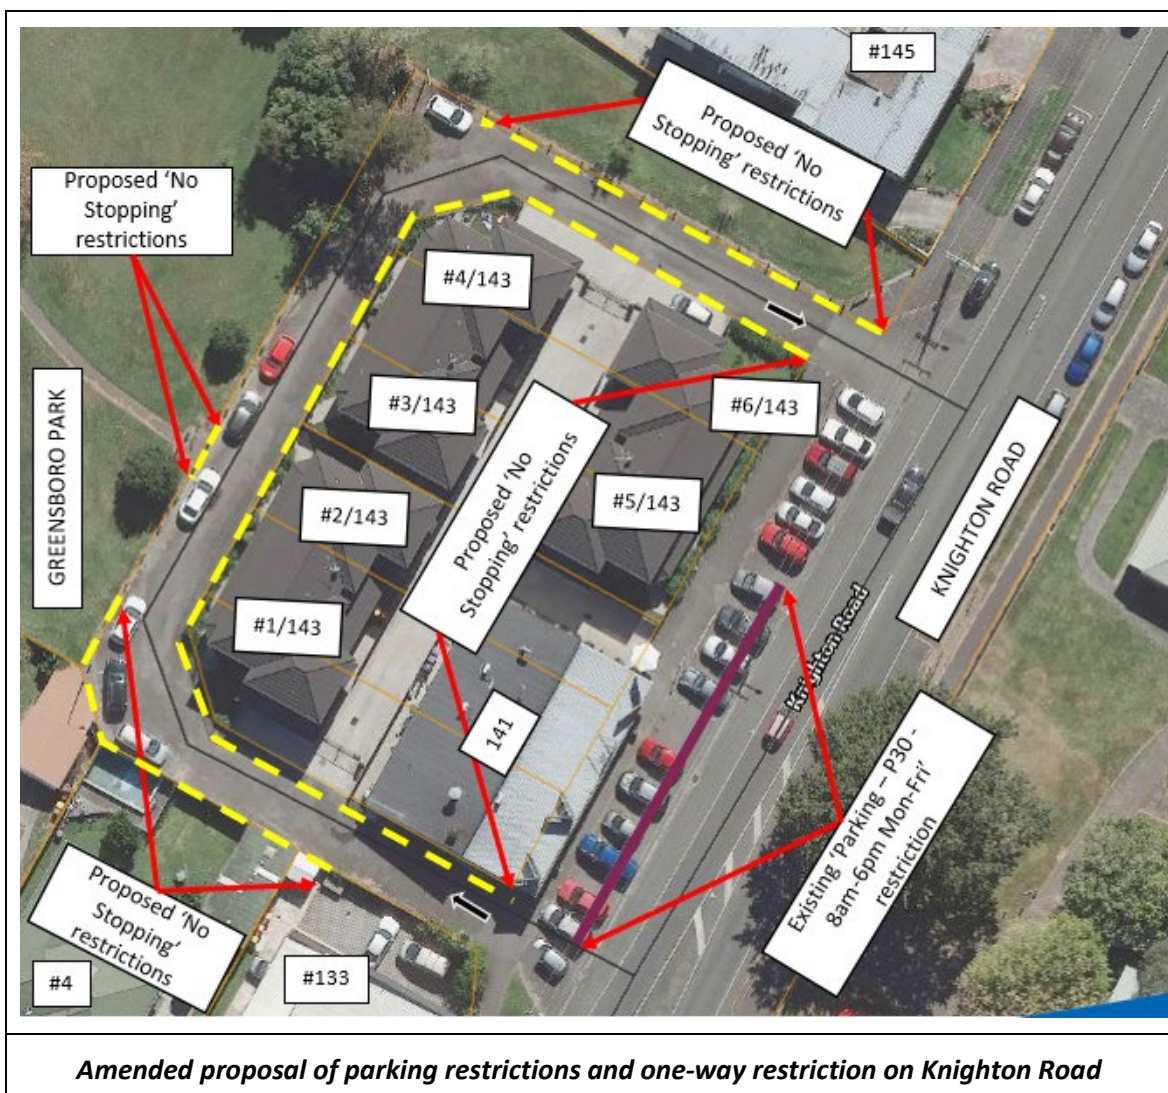 #145
Proposed ‘No
Stopping’ restrictions
Proposed ‘No
Stopping’
restrictions
#4/143
#3/143
#6/143
GREENSBORO PARK
#2/143
Proposed ‘No
Stopping’ restrictions
#5/143
KNIGHTON ROAD
#1/143
Knighton Road
141
Existing ‘Parking – P30 -
8am-6pm Mon-Fri’
restriction
Proposed ‘No
Stopping’
restrictions
#4
#133
Amended proposal of parking restrictions and one-way restriction on Knighton Road